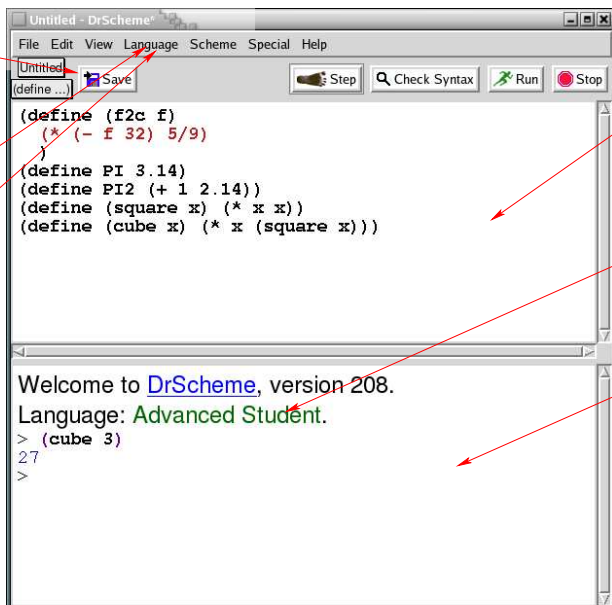 Untitled - DrScheme*
File Edit View Language Scheme Special Help
Untitled
(define ...)
Save
Step
Check Syntax
Run
Stop
(define (f2c f)
(* (- f 32) 5/9)
)
(define PI 3.14)
(define PI2 (+ 1 2.14))
(define (square x) (* x x))
(define (cube x) (* x (square x)))
Welcome to DrScheme, version 208.
Language: Advanced Student.
> (cube 3)
27
>